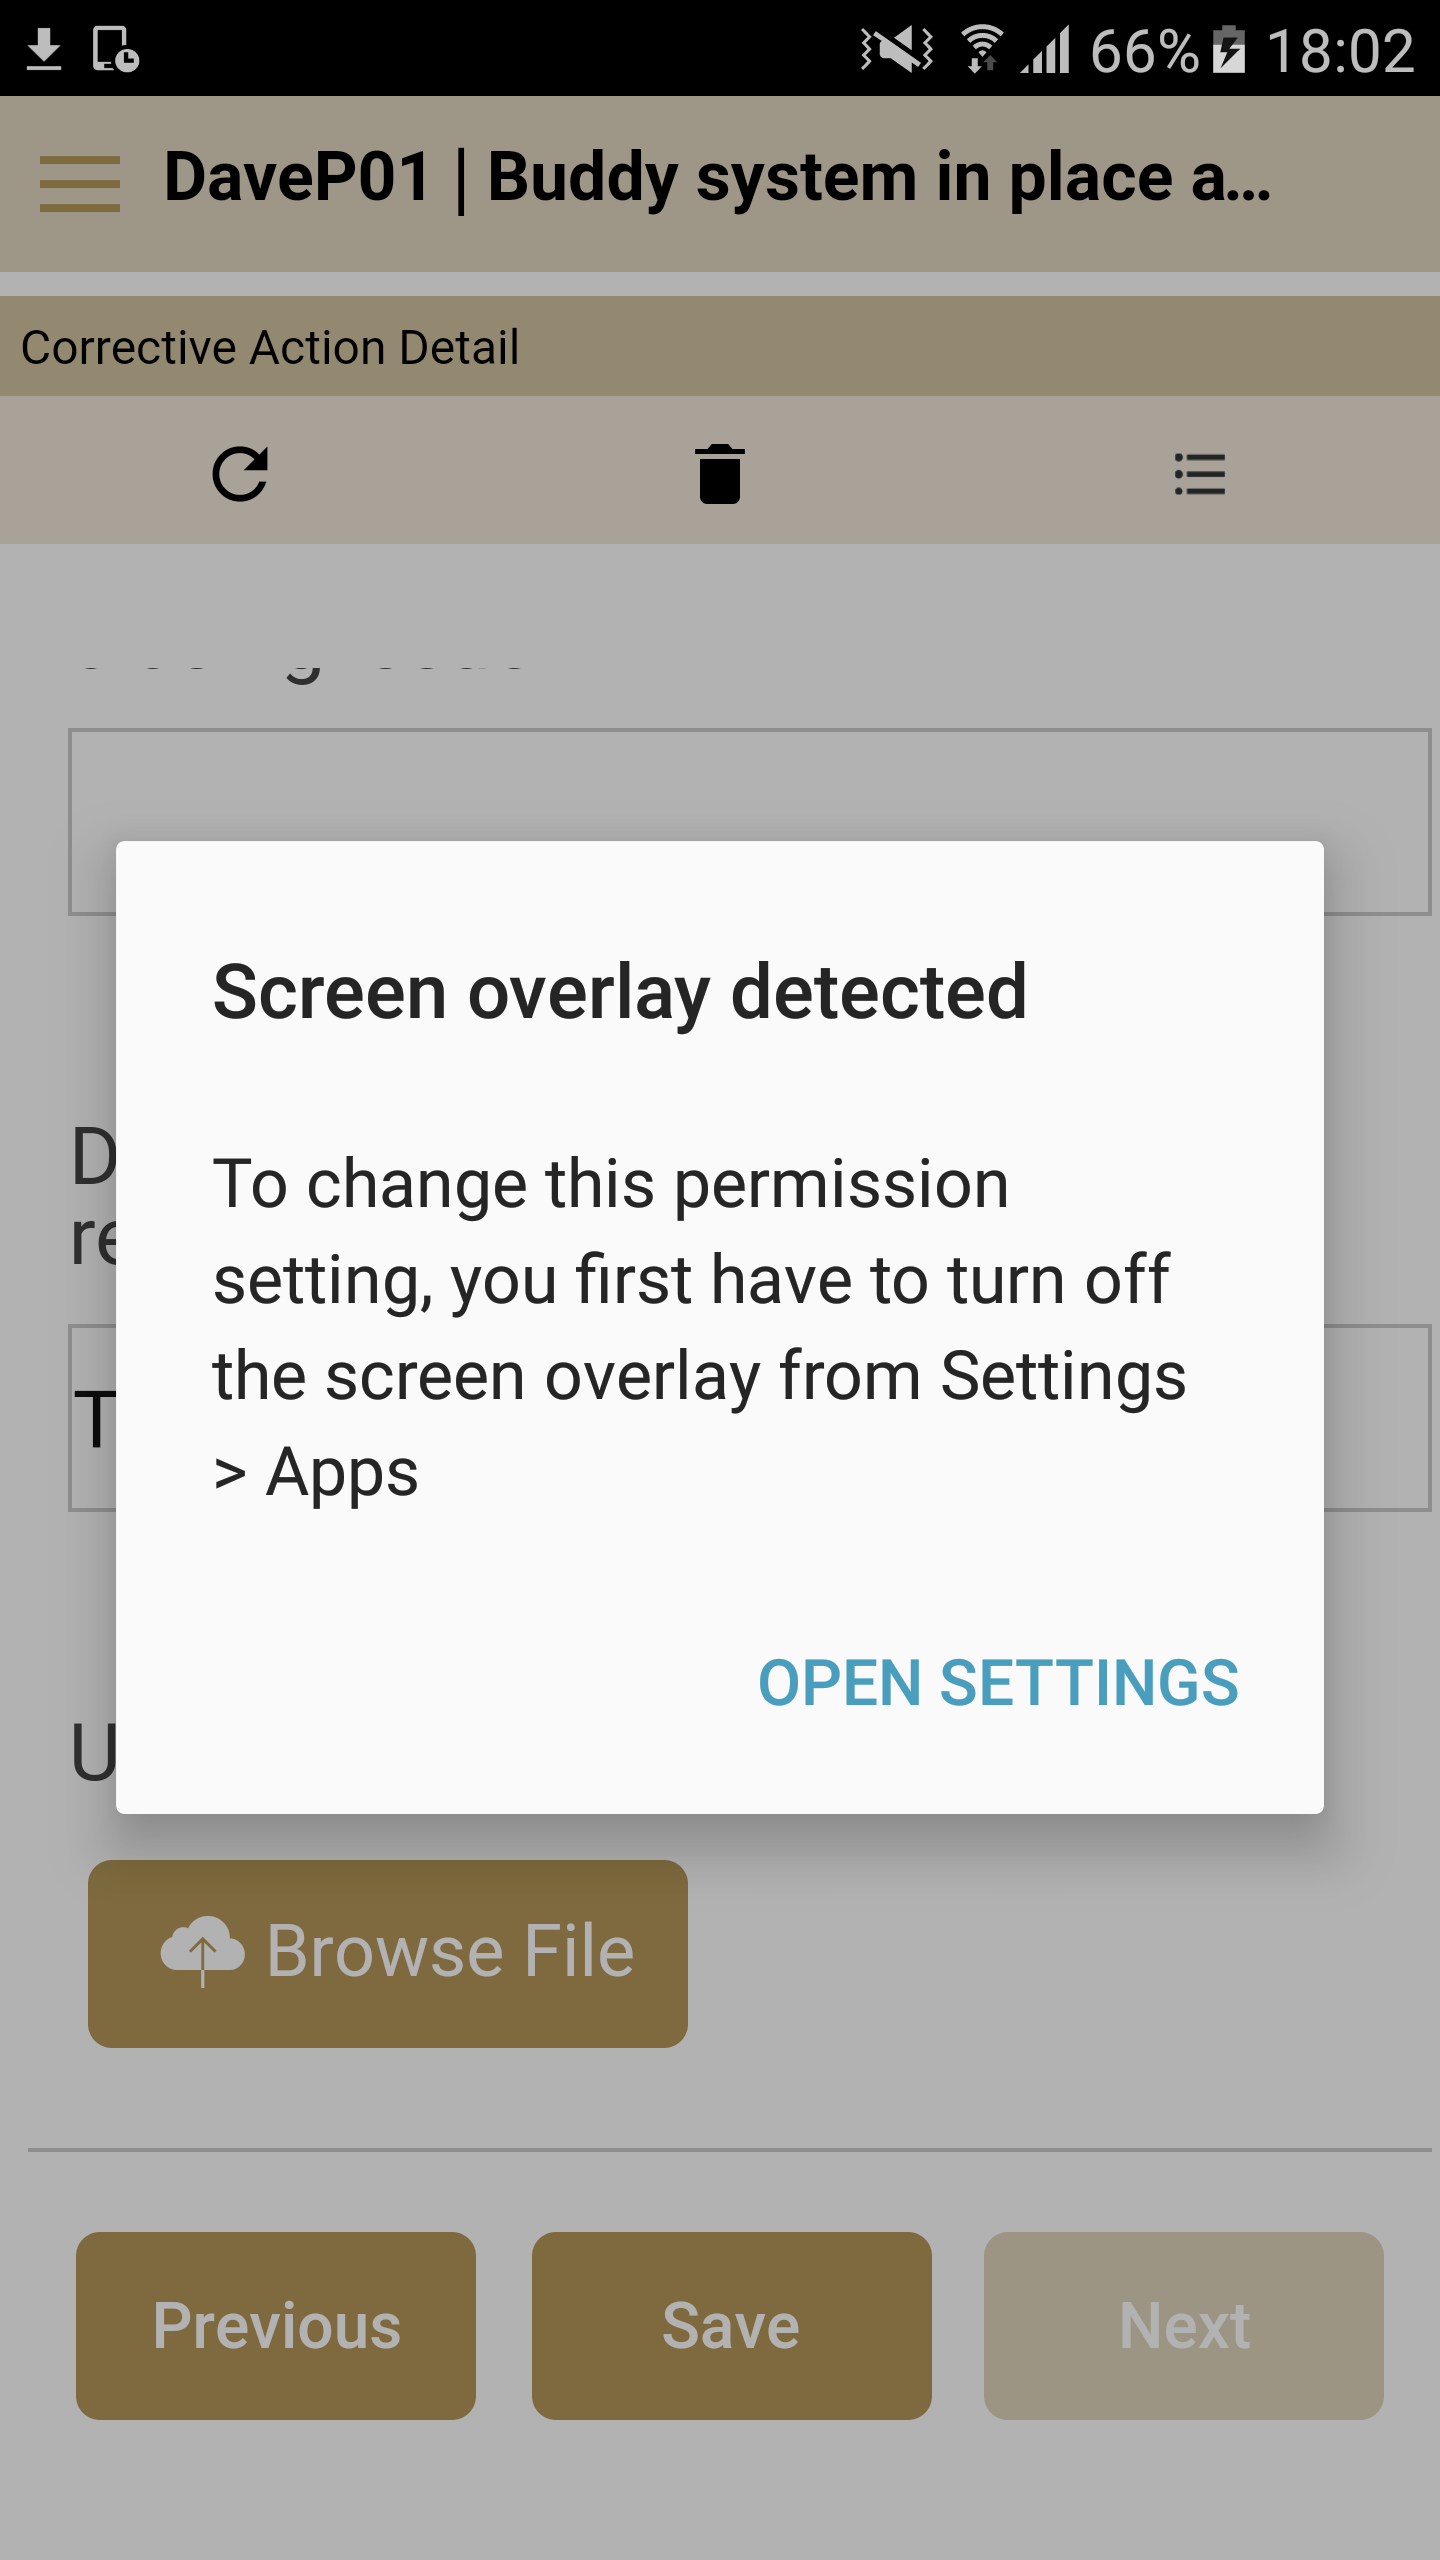 66% 18:02
DaveP01 | Buddy system in place a...
Corrective Action Detail
Screen overlay detected
To change this permission
setting, you first have to turn off
the screen overlay from Settings
> Apps
OPEN SETTINGS
Browse File
Previous
Save
Next